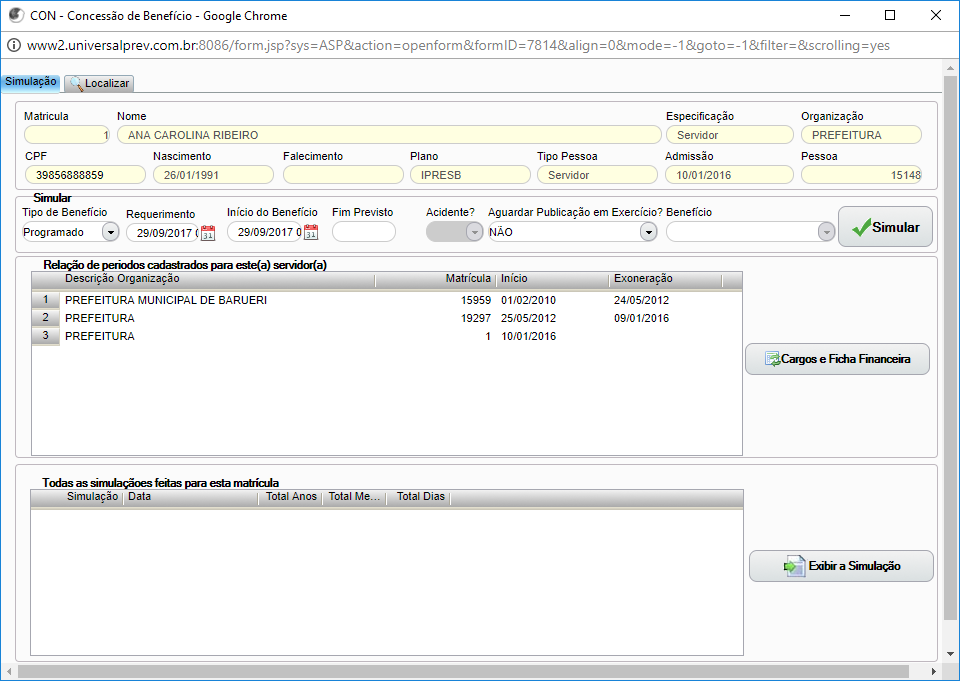 CON - Concessão de Benefício - Google Chrome
www2.universalprev.com.br:8086/form.jsp?sys=ASP&action=openform&formID=7814&align=0&mode=-1&goto=-1&filter=&scrolling=yes
Simulação Localizar
Matricula Nome Especificação Organização
1 ANA CAROLINA RIBEIRO Servidor PREFEITURA
CPF Nascimento Falecimento Plano Tipo Pessoa Admissão Pessoa
39856888859 26/01/1991 IPRESB Servidor 10/01/2016 15148
Simular
Tipo de Benefício Requerimento Início do Benefício Fim Previsto Acidente? Aguardar Publicação em Exercício? Benefício
Programado 29/09/2017 0 29/09/2017 0 NÃO Simular
Relação de periodos cadastrados para este(a) servidor(a)
Descrição Organização Matrícula Início Exoneração
1 PREFEITURA MUNICIPAL DE BARUERI 15959 01/02/2010 24/05/2012
2 PREFEITURA 19297 25/05/2012 09/01/2016
3 PREFEITURA 1 10/01/2016
Cargos e Ficha Financeira
Todas as simulaçãoes feitas para esta matrícula
Simulação Data Total Anos Total Me... Total Dias
Exibir a Simulação